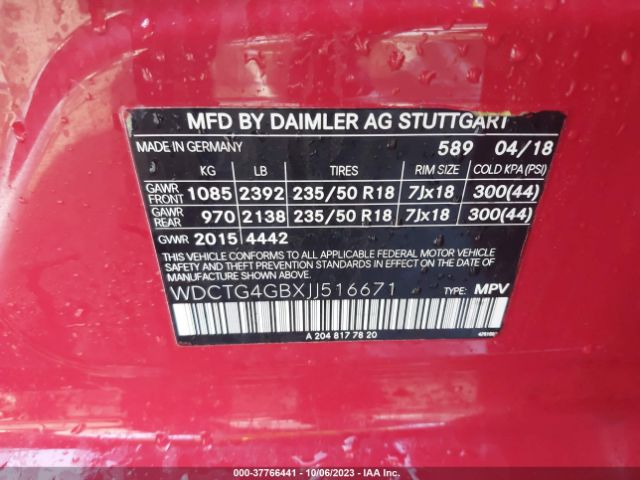 MFD BY DAIMLER AG STUTTGART
MADE IN GERMANY 589 04/18
KG LB TIRES RIM SIZE COLD KPA (PSI)
GAWR FRONT 1085 2392 235/50 R18 7Jx18 300(44)
GAWR REAR 970 2138 235/50 R18 7Jx18 300(44)
GVWR 2015 4442
THIS VEHICLE CONFORMS TO ALL APPLICABLE FEDERAL MOTOR VEHICLE
SAFETY AND THEFT PREVENTION STANDARDS IN EFFECT ON THE DATE OF
MANUFACTURE SHOWN ABOVE.
WDCTG4GBXJJ516671 TYPE: MPV
A 204 817 78 20
000-37766441 - 10/06/2023 - IAA Inc.